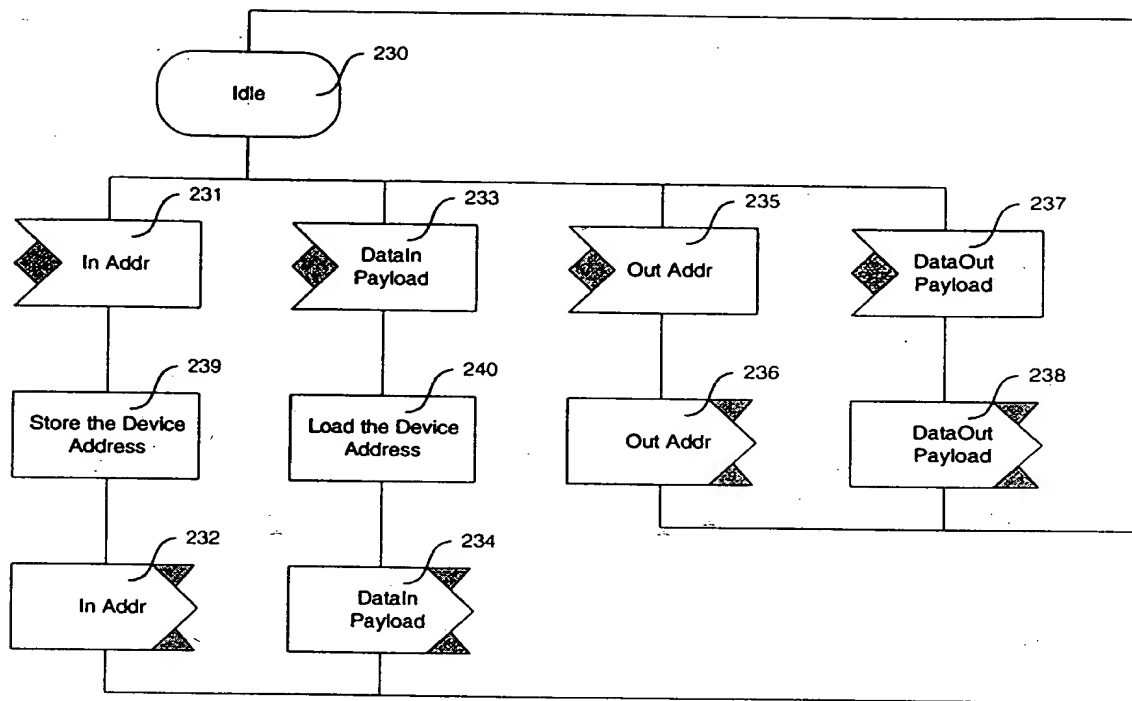 230
Idle
231
233
235
237
In Addr
DataIn
Payload
Out Addr
DataOut
Payload
239
240
236
238
Store the Device
Address
Load the Device
Address
Out Addr
DataOut
Payload
232
234
In Addr
DataIn
Payload